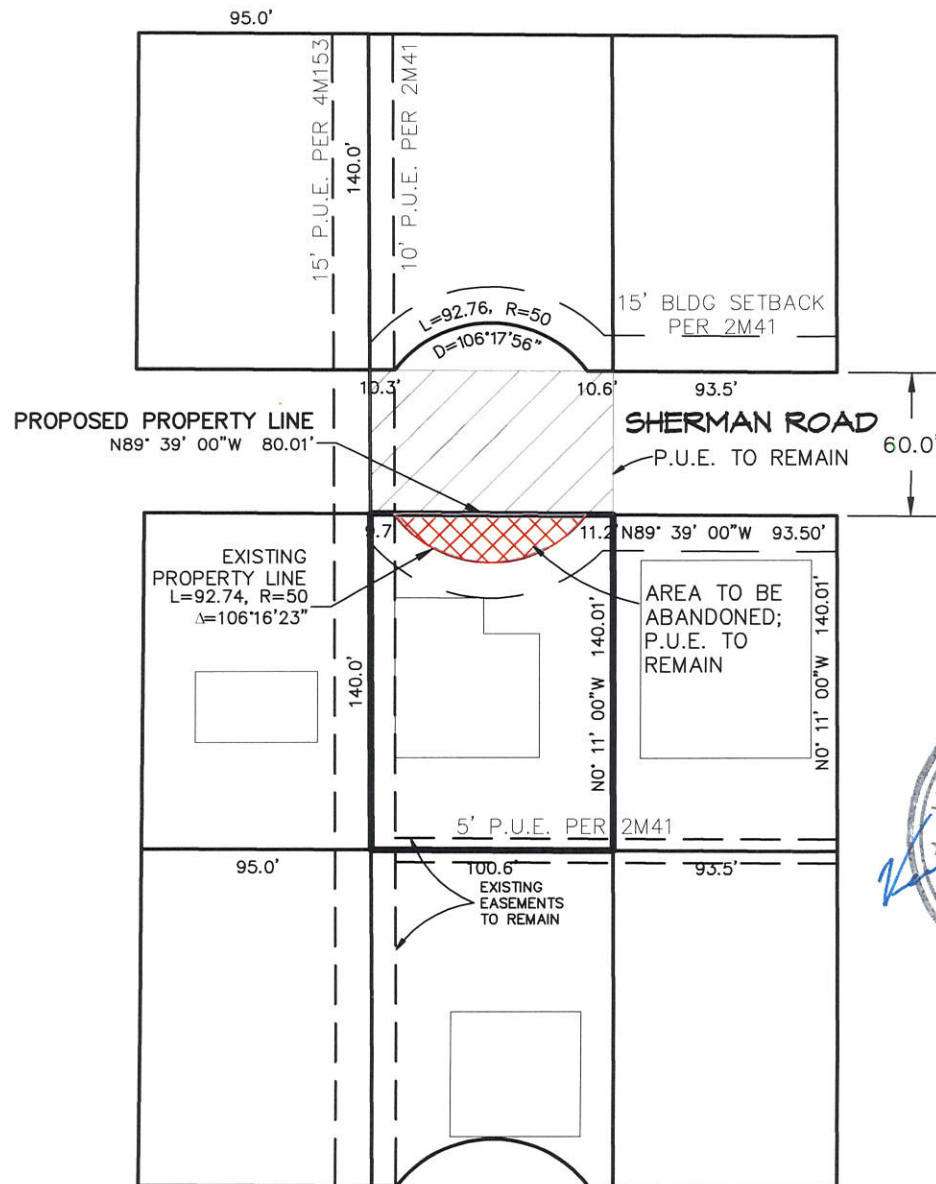 95.0'
15' P.U.E. PER 4M153
140.0'
10' P.U.E. PER 2M41
L=92.76, R=50
D=106°17'56"
15' BLDG SETBACK
PER 2M41
10.3'
10.6'
93.5'
PROPOSED PROPERTY LINE
N89° 39' 00"W 80.01'
SHERMAN ROAD
P.U.E. TO REMAIN
60.0'
9.7
11.2'
N89° 39' 00"W 93.50'
EXISTING
PROPERTY LINE
L=92.74, R=50
Δ=106°16'23"
AREA TO BE
ABANDONED;
P.U.E. TO
REMAIN
140.0'
N0° 11' 00"W 140.01'
N0° 11' 00"W 140.01'
5' P.U.E. PER 2M41
95.0'
100.6'
93.5'
EXISTING
EASEMENTS
TO REMAIN